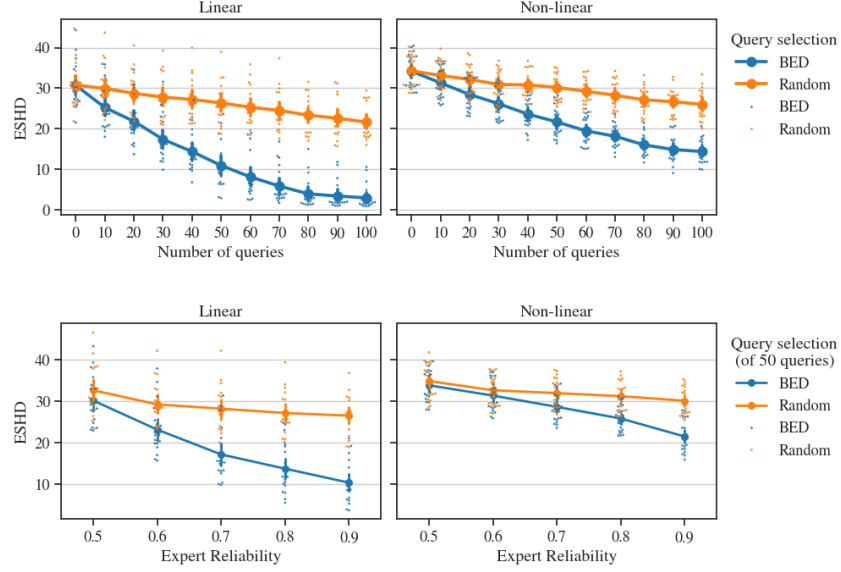 Linear
Non-linear
ESHD
40
30
20
10
0
0 10 20 30 40 50 60 70 80 90 100
Number of queries
0 10 20 30 40 50 60 70 80 90 100
Number of queries
Query selection
BED
Random
BED
Random
Linear
Non-linear
ESHD
40
30
20
10
0.5 0.6 0.7 0.8 0.9
Expert Reliability
0.5 0.6 0.7 0.8 0.9
Expert Reliability
Query selection
(of 50 queries)
BED
Random
BED
Random